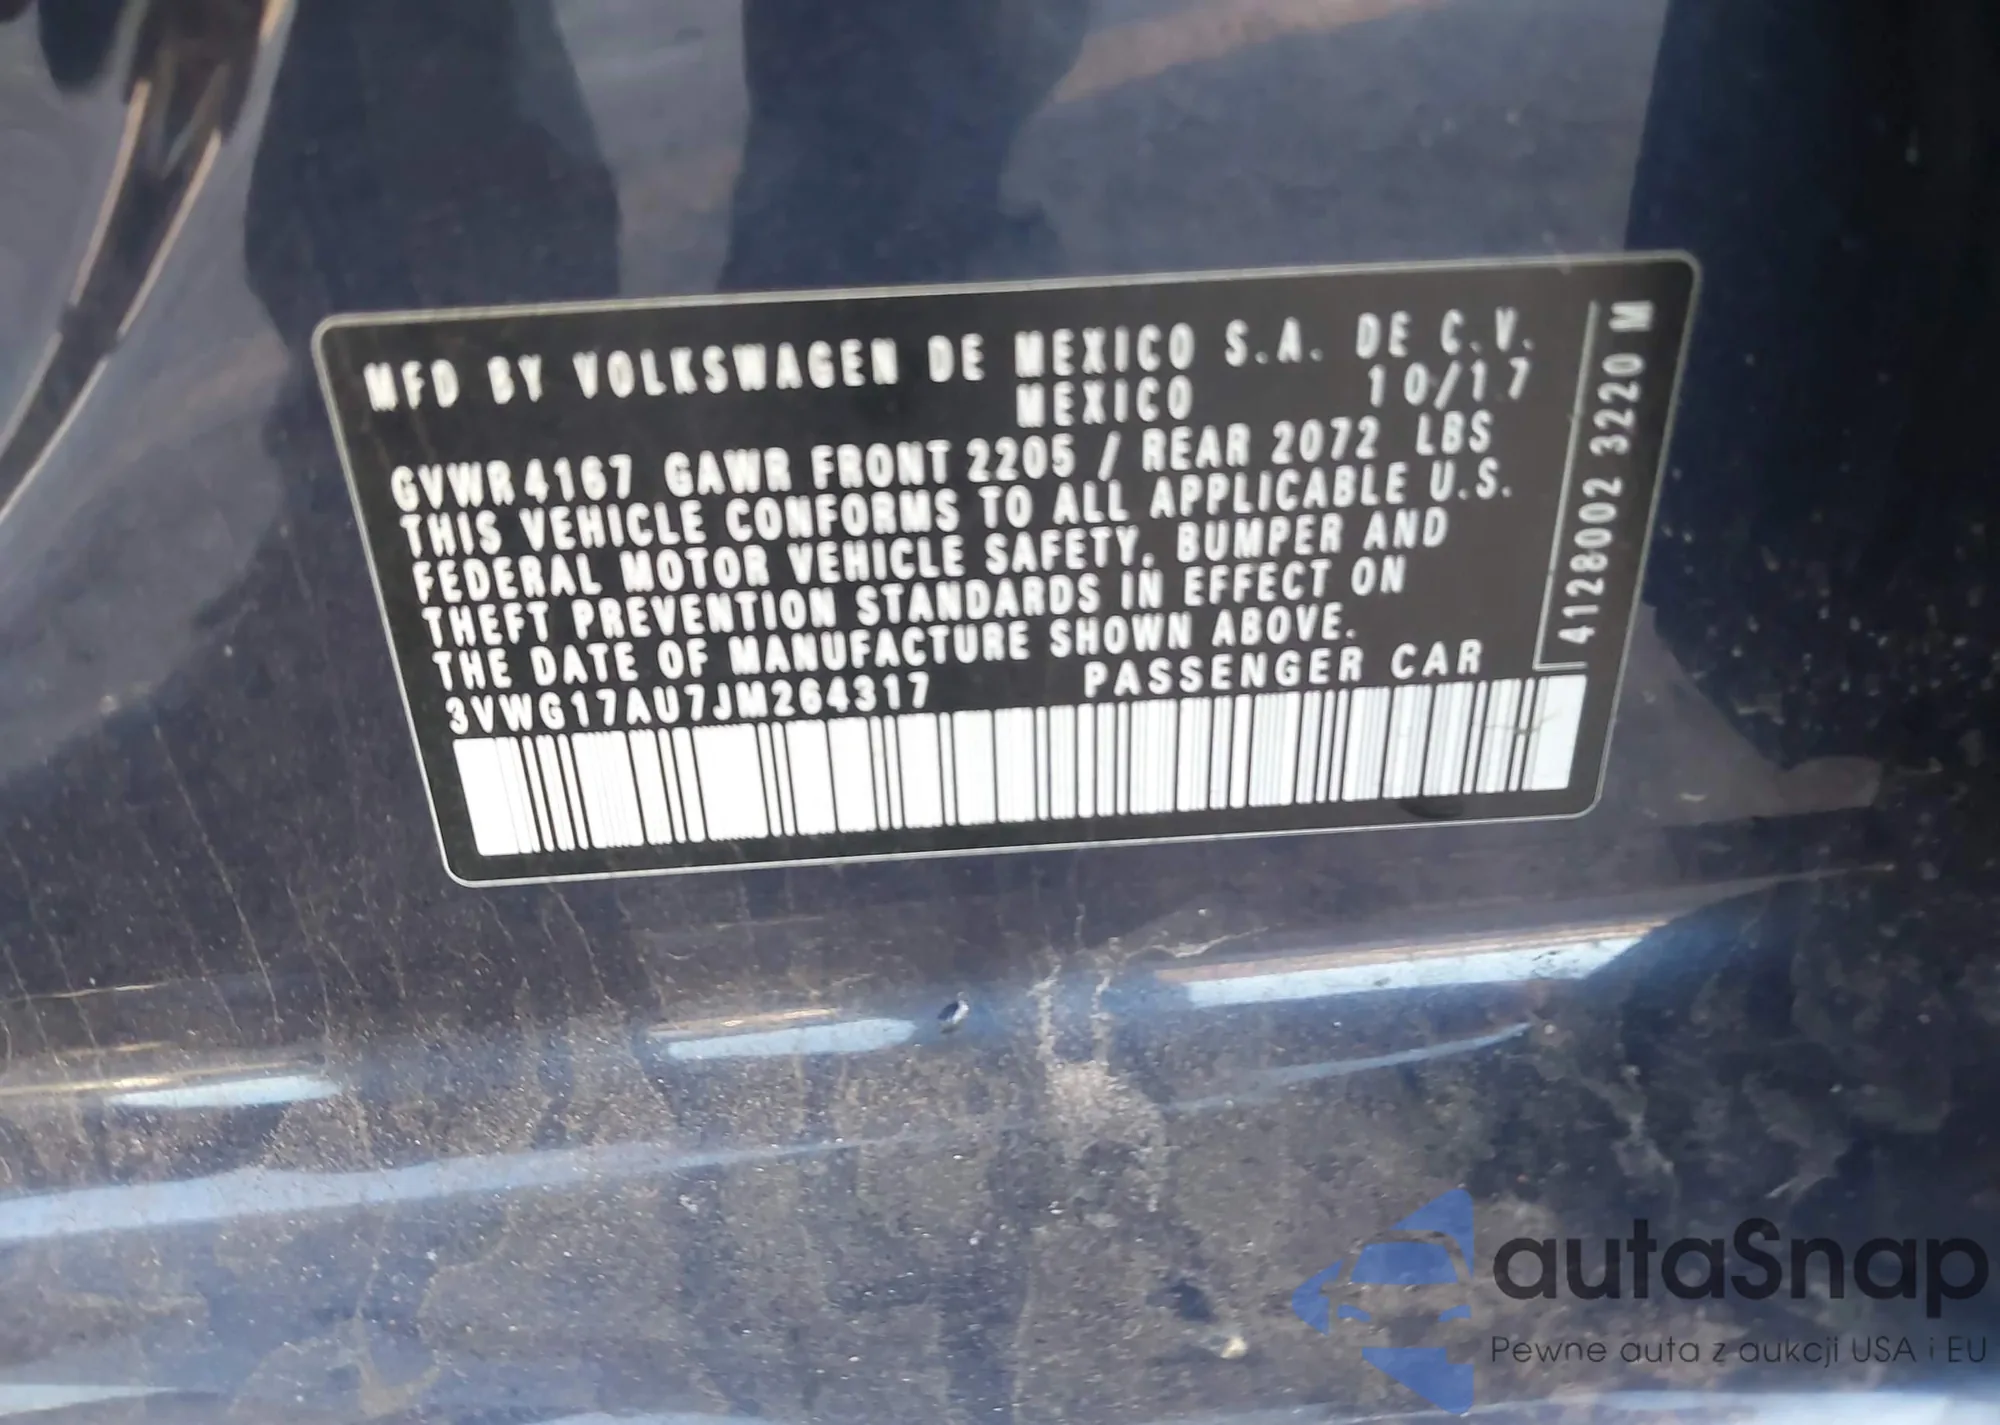 MFD BY VOLKSWAGEN DE MEXICO S.A. DE C.V.
MEXICO 10/17
GVWR 4167 GAWR FRONT 2205 / REAR 2072 LBS
THIS VEHICLE CONFORMS TO ALL APPLICABLE U.S.
FEDERAL MOTOR VEHICLE SAFETY, BUMPER AND
THEFT PREVENTION STANDARDS IN EFFECT ON
THE DATE OF MANUFACTURE SHOWN ABOVE.
3VWG17AU7JM264317 PASSENGER CAR
4128002 3220 M
autaSnap
Pewne auta z aukcji USA i EU